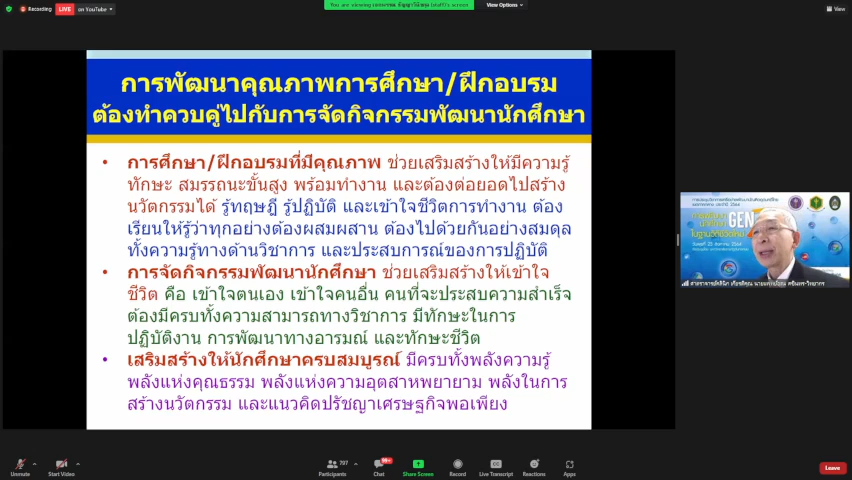 Recording
LIVE on YouTube
View Options
View
การพัฒนาคุณภาพการศึกษา/ฝึกอบรม
ต้องทำควบคู่ไปกับการจัดกิจกรรมพัฒนานักศึกษา
• การศึกษา/ฝึกอบรมที่มีคุณภาพ ช่วยเสริมสร้างให้มีความรู้
ทักษะ สมรรถนะขั้นสูง พร้อมทำงาน และต้องต่อยอดไปสร้าง
นวัตกรรมได้ รู้ทฤษฎี รู้ปฏิบัติ และเข้าใจชีวิตการทำงาน ต้อง
เรียนให้รู้ว่าทุกอย่างต้องผสมผสาน ต้องไปด้วยกันอย่างสมดุล
ทั้งความรู้ทางด้านวิชาการ และประสบการณ์ของการปฏิบัติ
• การจัดกิจกรรมพัฒนานักศึกษา ช่วยเสริมสร้างให้เข้าใจ
ชีวิต คือ เข้าใจตนเอง เข้าใจคนอื่น คนที่จะประสบความสำเร็จ
ต้องมีครบทั้งความสามารถทางวิชาการ มีทักษะในการ
ปฏิบัติงาน การพัฒนาทางอารมณ์ และทักษะชีวิต
• เสริมสร้างให้นักศึกษาครบสมบูรณ์ มีครบทั้งพลังความรู้
พลังแห่งคุณธรรม พลังแห่งความอุตสาหพยายาม พลังในการ
สร้างนวัตกรรม และแนวคิดปรัชญาเศรษฐกิจพอเพียง
GEN
Unmute
Start Video
Participants 797
Chat 99+
Share Screen
Record
Live Transcript
Reactions
Apps
Leave